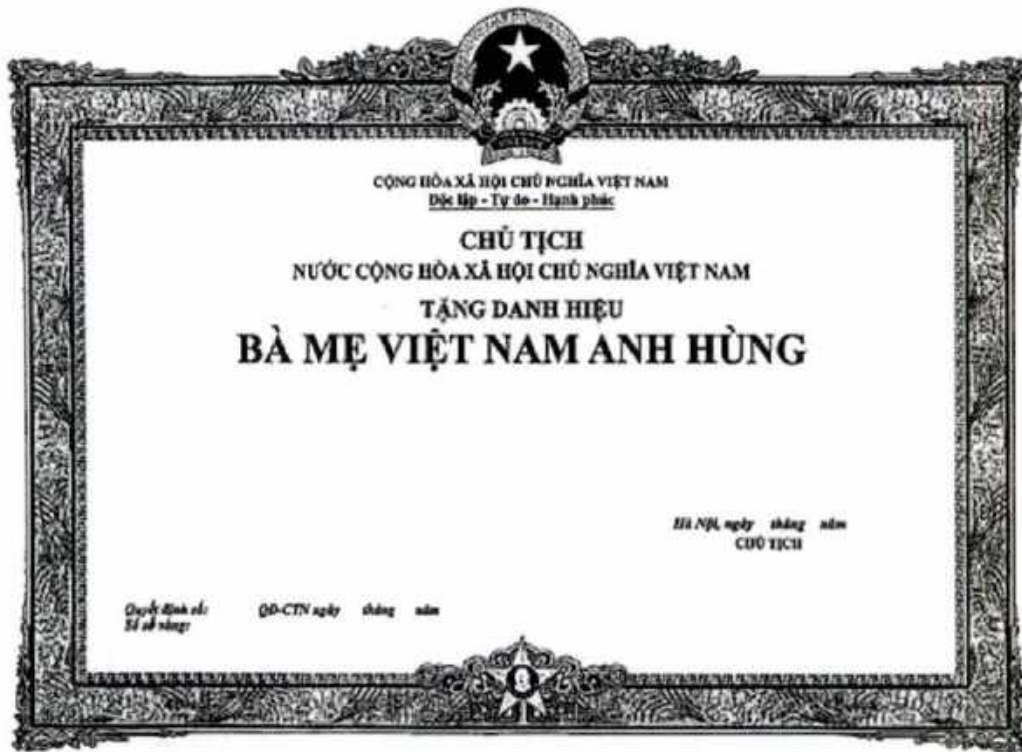 CỘNG HÒA XÃ HỘI CHỦ NGHĨA VIỆT NAM
Độc lập - Tự do - Hạnh phúc
CHỦ TỊCH
NƯỚC CỘNG HÒA XÃ HỘI CHỦ NGHĨA VIỆT NAM
TẶNG DANH HIỆU
BÀ MẸ VIỆT NAM ANH HÙNG
Hà Nội, ngày tháng năm
CHỦ TỊCH
Quyết định số: QĐ-CTN ngày tháng năm
Số sổ vàng: